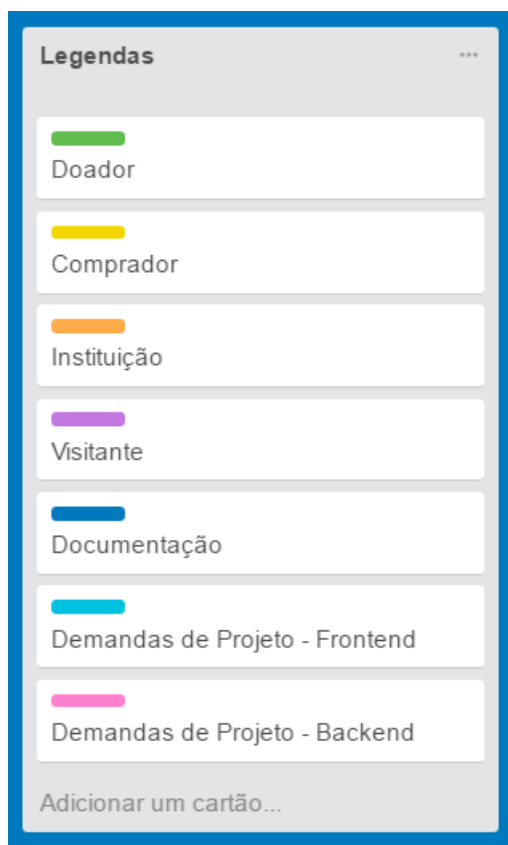 Legendas
Doador
Comprador
Instituição
Visitante
Documentação
Demandas de Projeto - Frontend
Demandas de Projeto - Backend
Adicionar um cartão...